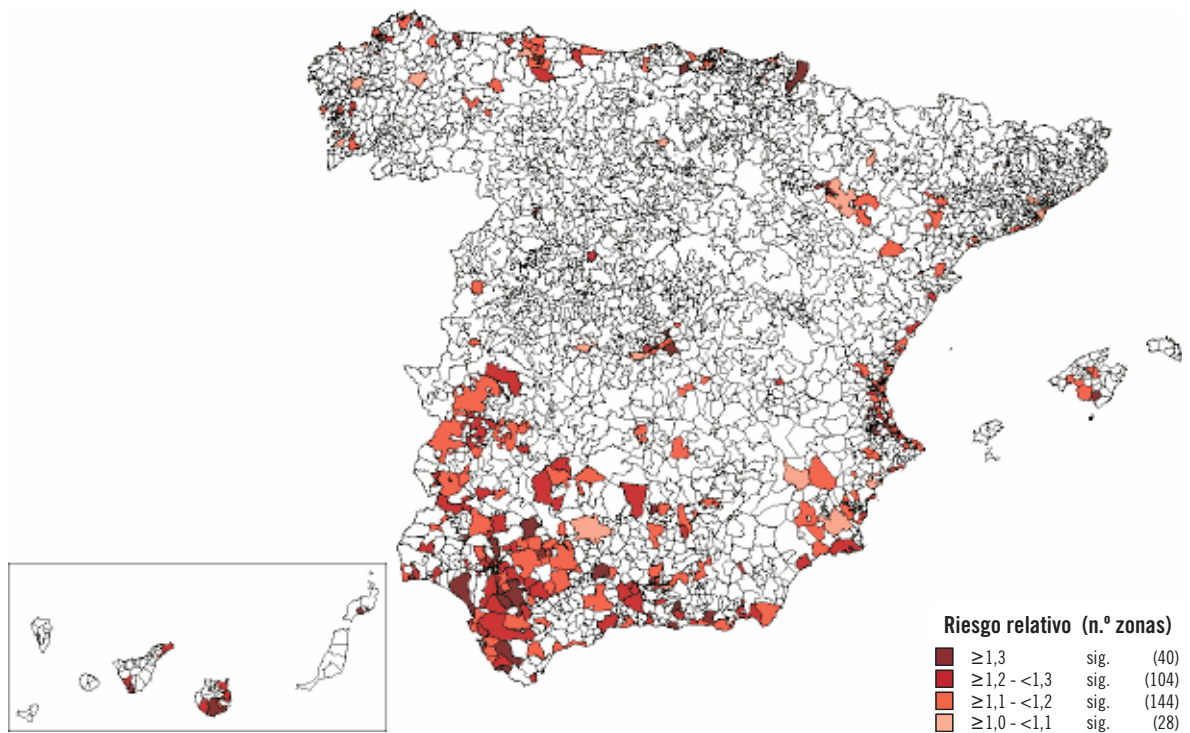 Riesgo relativo (n.º zonas)
≥1,3 sig. (40)
≥1,2 - <1,3 sig. (104)
≥1,1 - <1,2 sig. (144)
≥1,0 - <1,1 sig. (28)